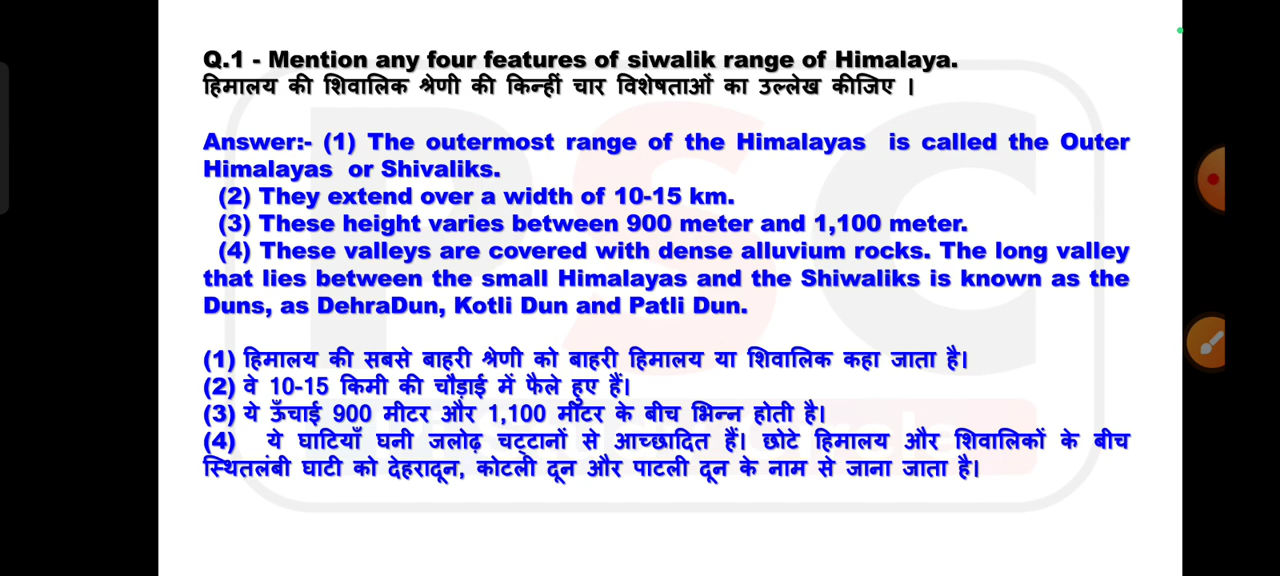 Q.1 - Mention any four features of siwalik range of Himalaya.
हिमालय की शिवालिक श्रेणी की किन्हीं चार विशेषताओं का उल्लेख कीजिए ।
Answer:- (1) The outermost range of the Himalayas is called the Outer
Himalayas or Shivaliks.
(2) They extend over a width of 10-15 km.
(3) These height varies between 900 meter and 1,100 meter.
(4) These valleys are covered with dense alluvium rocks. The long valley
that lies between the small Himalayas and the Shiwaliks is known as the
Duns, as DehraDun, Kotli Dun and Patli Dun.
(1) हिमालय की सबसे बाहरी श्रेणी को बाहरी हिमालय या शिवालिक कहा जाता है।
(2) वे 10-15 किमी की चौड़ाई में फैले हुए हैं।
(3) ये ऊँचाई 900 मीटर और 1,100 मीटर के बीच भिन्न होती है।
(4) ये घाटियाँ घनी जलोढ़ चट्टानों से आच्छादित हैं। छोटे हिमालय और शिवालिकों के बीच
स्थितलंबी घाटी को देहरादून, कोटली दून और पाटली दून के नाम से जाना जाता है।